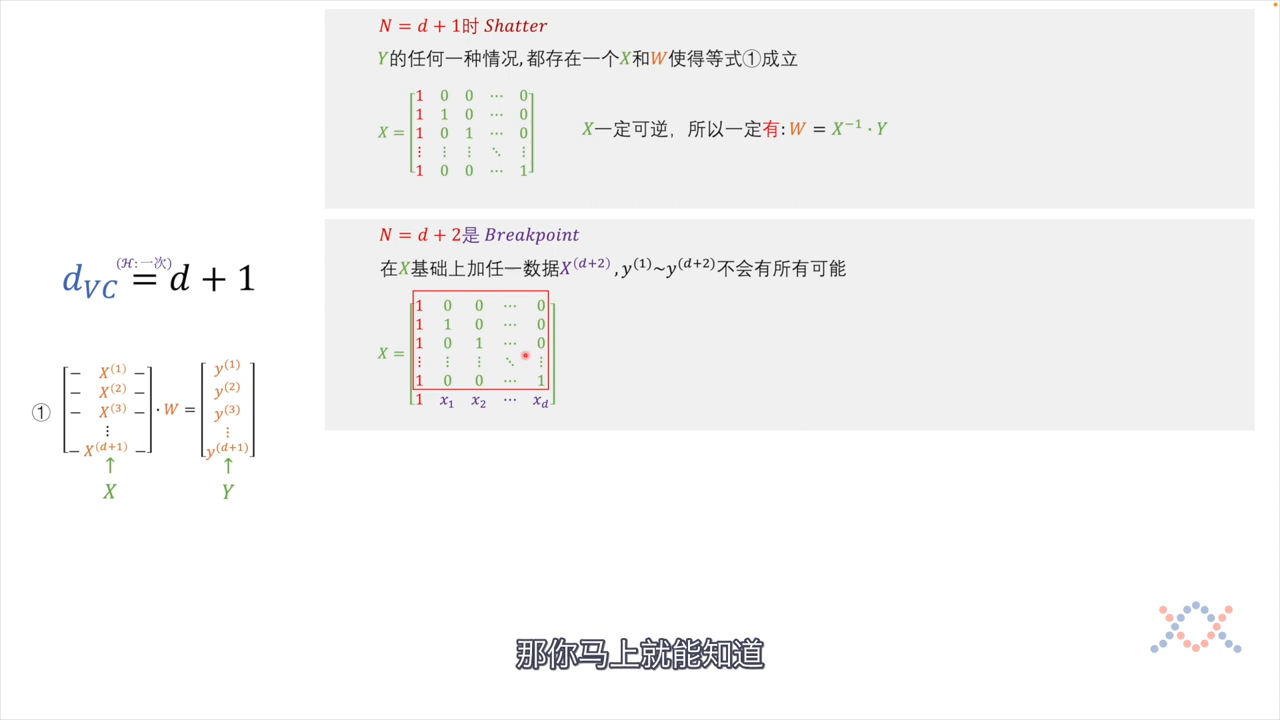 N = d + 1时 Shatter
Y的任何一种情况, 都存在一个X和W使得等式①成立
X = [1 0 0 ⋯ 0
1 1 0 ⋯ 0
1 0 1 ⋯ 0
⋮ ⋮ ⋮ ⋱ ⋮
1 0 0 ⋯ 1]
X一定可逆，所以一定有: W = X⁻¹ · Y
N = d + 2是 Breakpoint
在X基础上加任一数据X^(d+2), y^(1)~y^(d+2)不会有所有可能
X = [1 0 0 ⋯ 0
1 1 0 ⋯ 0
1 0 1 ⋯ 0
⋮ ⋮ ⋮ ⋱ ⋮
1 0 0 ⋯ 1
1 x₁ x₂ ⋯ x_d]
(ℋ:一次)
d_VC = d + 1
①
[− X^(1) −
− X^(2) −
− X^(3) −
⋮
− X^(d+1) −] · W = [y^(1)
y^(2)
y^(3)
⋮
y^(d+1)]
↑ ↑
X Y
那你马上就能知道